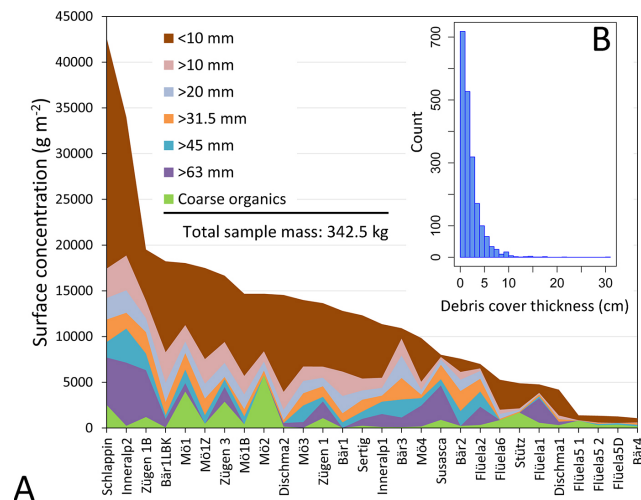 A
B
45000
40000
35000
30000
25000
20000
15000
10000
5000
0
Surface concentration (g m⁻²)
<10 mm
>10 mm
>20 mm
>31.5 mm
>45 mm
>63 mm
Coarse organics
Total sample mass: 342.5 kg
700
500
300
100
0
Count
0 5 10 20 30
Debris cover thickness (cm)
Schlappin
Inneralp2
Zügen 1B
Bär1LBK
Mö1
Mö1Z
Zügen 3
Mö1B
Mö2
Dischma2
Mö3
Zügen 1
Bär1
Sertig
Inneralp1
Bär3
Mö4
Susasca
Bär2
Flüela2
Flüela6
Stütz
Flüela1
Dischma1
Flüela5 1
Flüela5 2
Flüela5D
Bär4